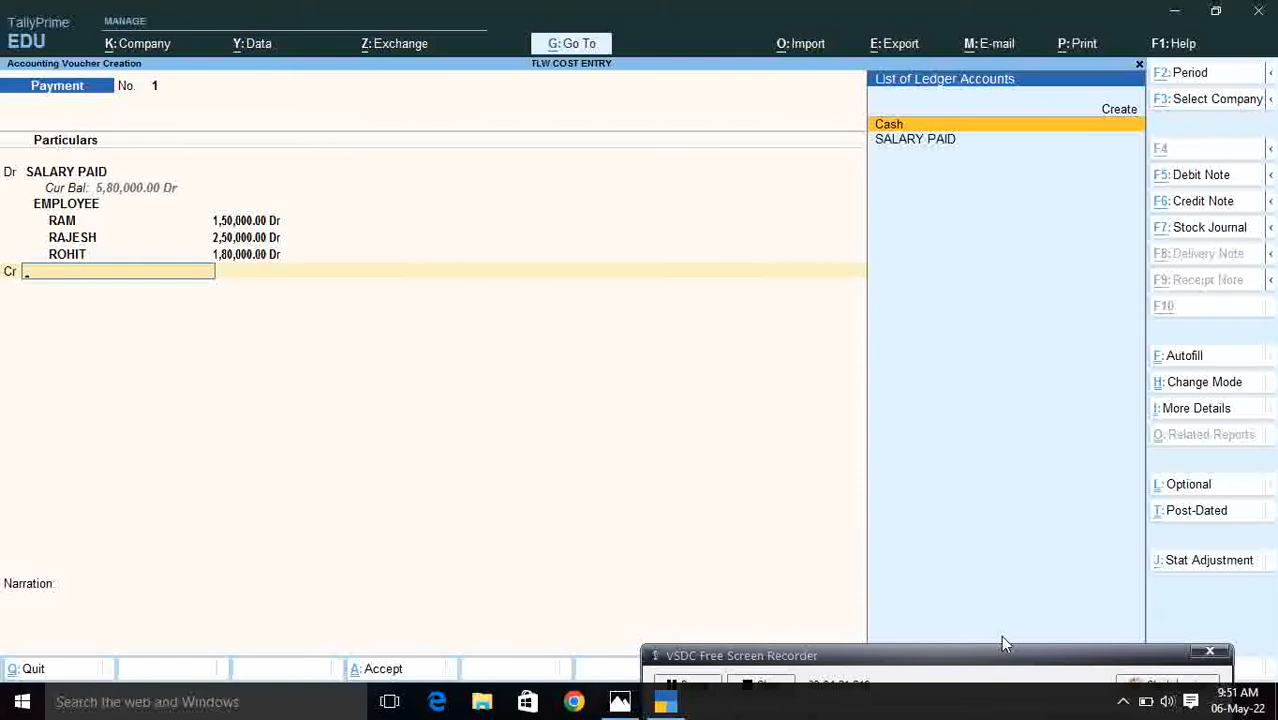 TallyPrime
EDU
MANAGE
K: Company
Y: Data
Z: Exchange
G: Go To
O: Import
E: Export
M: E-mail
P: Print
F1: Help
Accounting Voucher Creation
TLW COST ENTRY
Payment No. 1
Particulars
Dr SALARY PAID
Cur Bal: 5,80,000.00 Dr
EMPLOYEE
RAM 1,50,000.00 Dr
RAJESH 2,50,000.00 Dr
ROHIT 1,80,000.00 Dr
Cr
Narration:
List of Ledger Accounts
Create
Cash
SALARY PAID
F2: Period
F3: Select Company
F4
F5: Debit Note
F6: Credit Note
F7: Stock Journal
F8: Delivery Note
F9: Receipt Note
F10
F: Autofill
H: Change Mode
I: More Details
O: Related Reports
L: Optional
T: Post-Dated
J: Stat Adjustment
Q: Quit
A: Accept
VSDC Free Screen Recorder
Search the web and Windows
9:51 AM
06-May-22